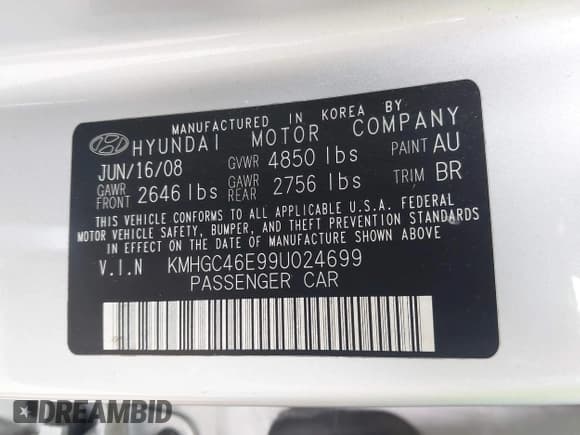 MANUFACTURED IN KOREA BY
HYUNDAI MOTOR COMPANY
JUN/16/08 GVWR 4850 lbs PAINT AU
GAWR FRONT 2646 lbs GAWR REAR 2756 lbs TRIM BR
THIS VEHICLE CONFORMS TO ALL APPLICABLE U.S.A. FEDERAL
MOTOR VEHICLE SAFETY, BUMPER, AND THEFT PREVENTION STANDARDS
IN EFFECT ON THE DATE OF MANUFACTURE SHOWN ABOVE.
V.I.N KMHGC46E99U024699
PASSENGER CAR
DREAMBID